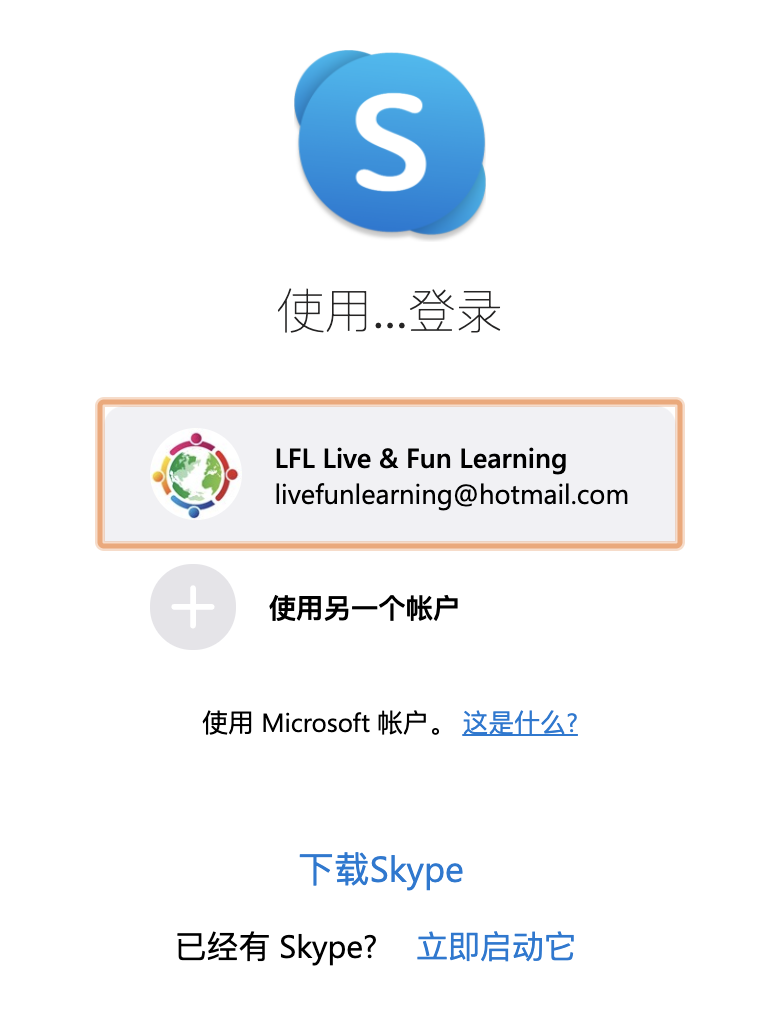 S
使用...登录
LFL Live & Fun Learning
livefunlearning@hotmail.com
使用另一个帐户
使用 Microsoft 帐户。 这是什么?
下载Skype
已经有 Skype? 立即启动它